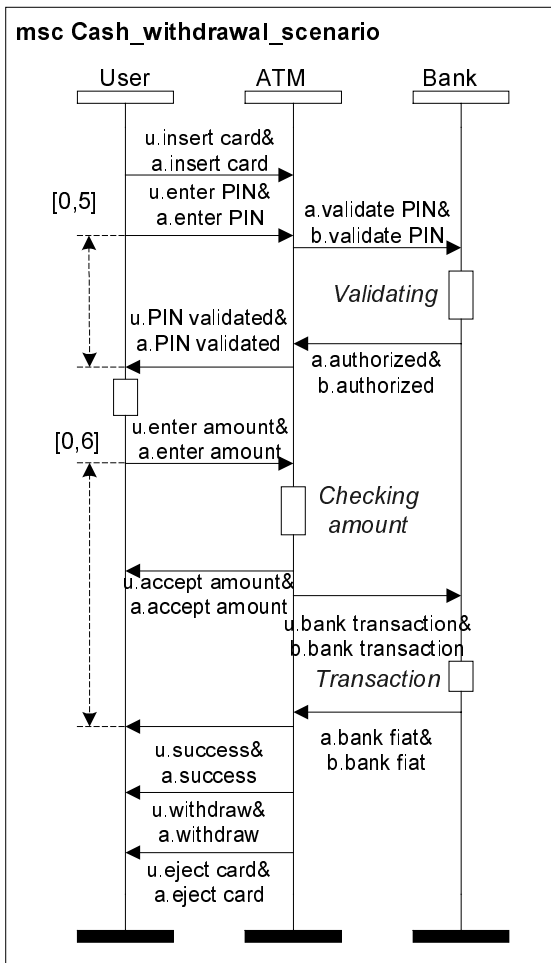 msc Cash_withdrawal_scenario
User
ATM
Bank
u.insert card&
a.insert card
u.enter PIN&
a.enter PIN
[0,5]
a.validate PIN&
b.validate PIN
Validating
u.PIN validated&
a.PIN validated
a.authorized&
b.authorized
u.enter amount&
a.enter amount
[0,6]
Checking
amount
u.accept amount&
a.accept amount
u.bank transaction&
b.bank transaction
Transaction
a.bank fiat&
b.bank fiat
u.success&
a.success
u.withdraw&
a.withdraw
u.eject card&
a.eject card